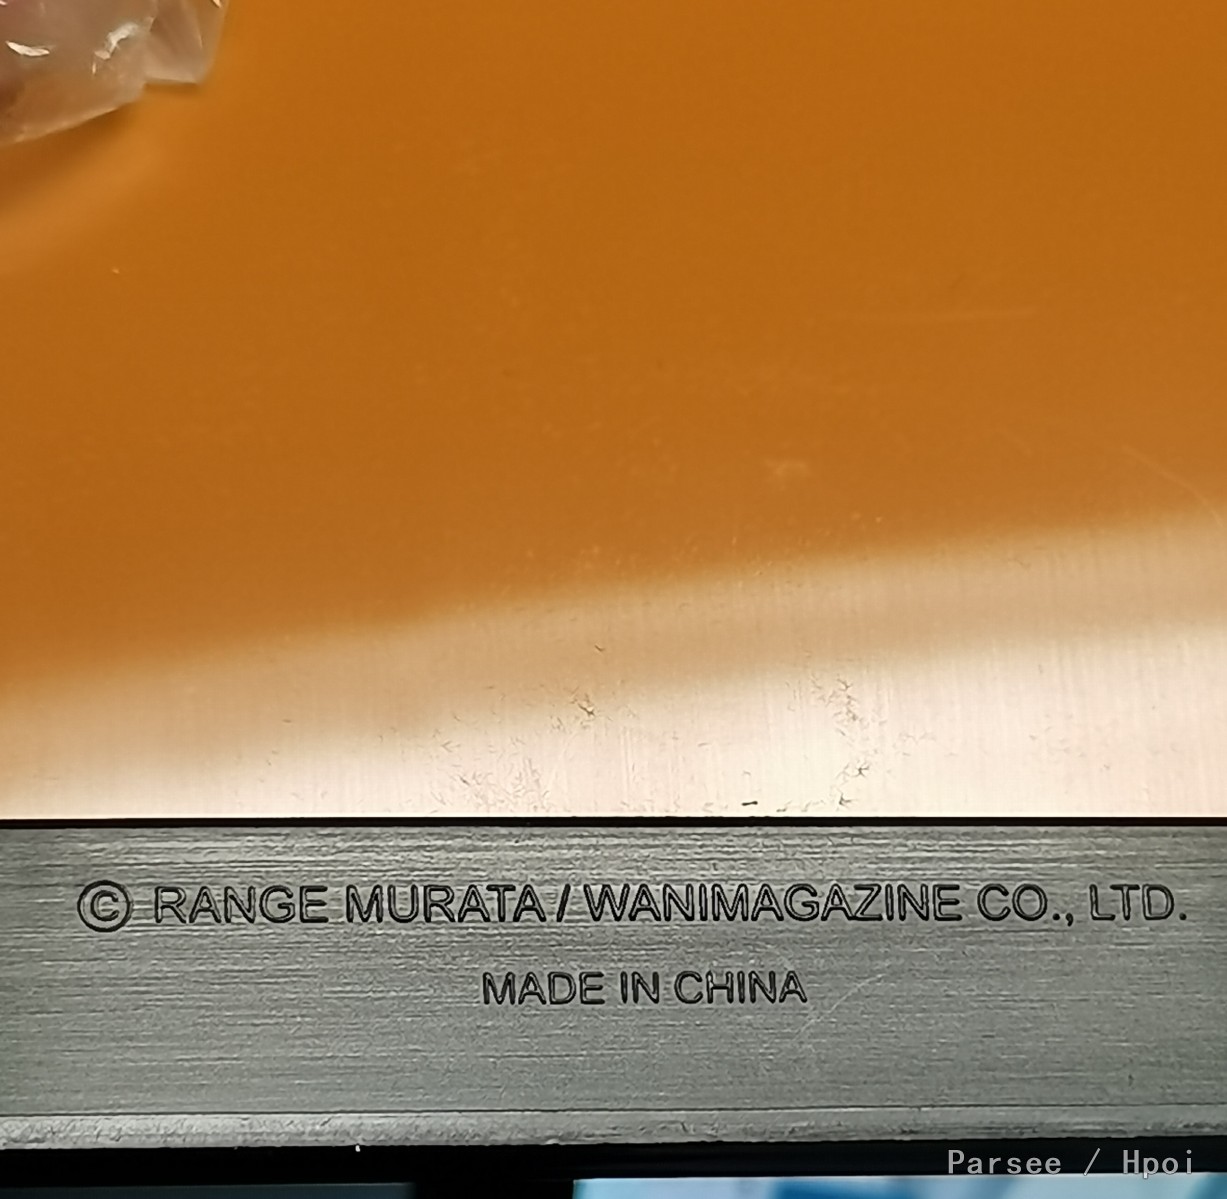 © RANGE MURATA / WANIMAGAZINE CO., LTD.
MADE IN CHINA
Parsee / Hpoi